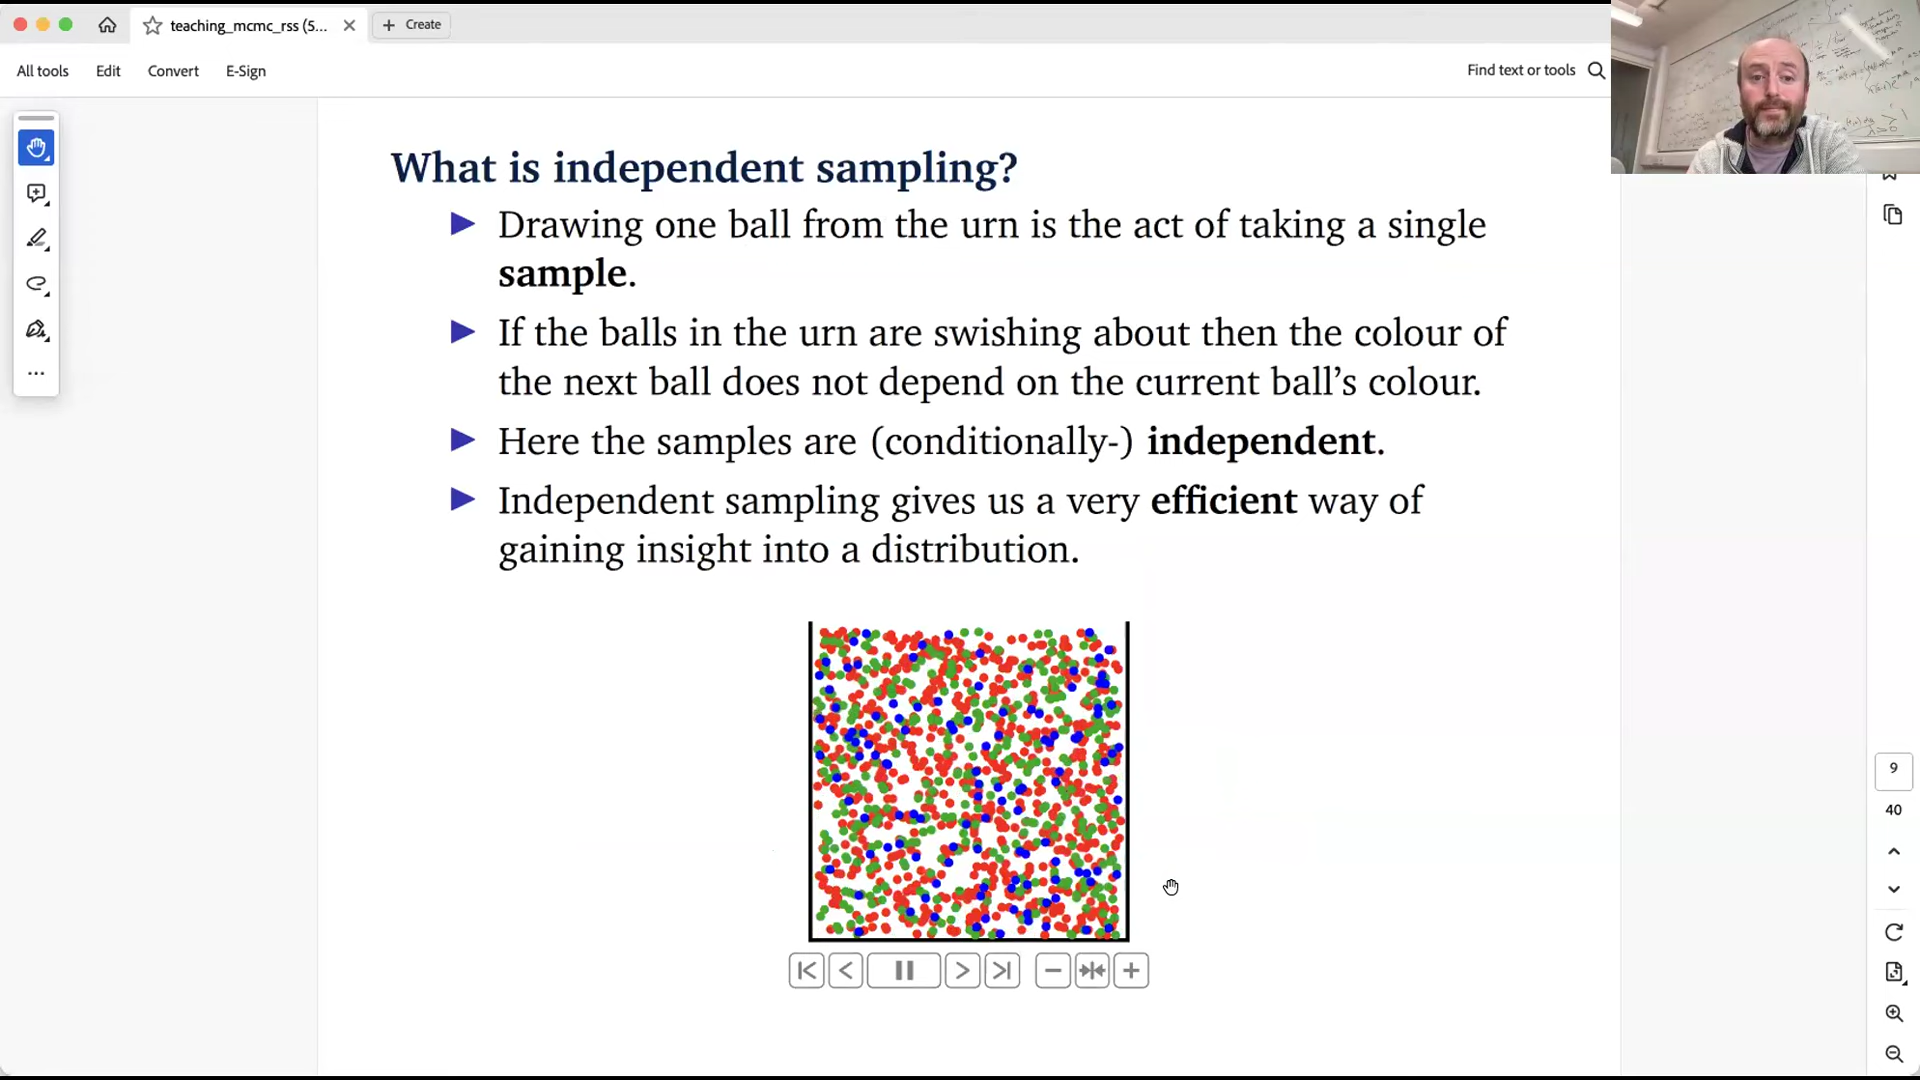 teaching_mcmc_rss (5...
Create
All tools Edit Convert E-Sign
Find text or tools
What is independent sampling?
Drawing one ball from the urn is the act of taking a single
sample.
If the balls in the urn are swishing about then the colour of
the next ball does not depend on the current ball’s colour.
Here the samples are (conditionally-) independent.
Independent sampling gives us a very efficient way of
gaining insight into a distribution.
9
40